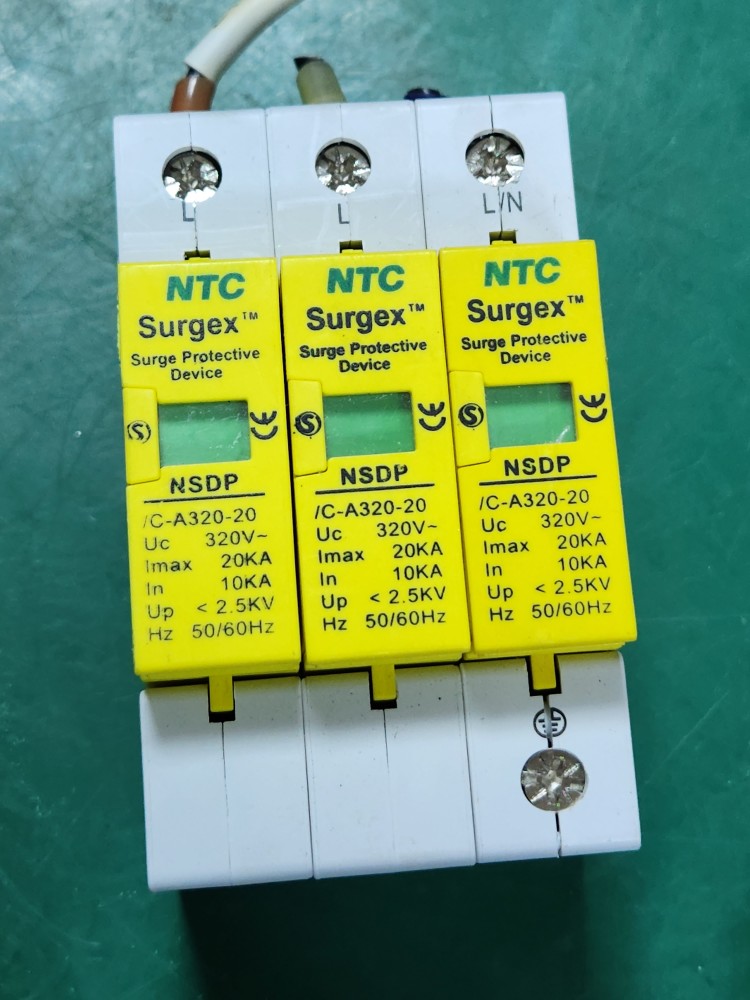 L
L
L/N
NTC
Surgex™
Surge Protective
Device
S
CE
NSDP
/C-A320-20
Uc 320V~
Imax 20KA
In 10KA
Up < 2.5KV
Hz 50/60Hz
NTC
Surgex™
Surge Protective
Device
S
CE
NSDP
/C-A320-20
Uc 320V~
Imax 20KA
In 10KA
Up < 2.5KV
Hz 50/60Hz
NTC
Surgex™
Surge Protective
Device
S
CE
NSDP
/C-A320-20
Uc 320V~
Imax 20KA
In 10KA
Up < 2.5KV
Hz 50/60Hz